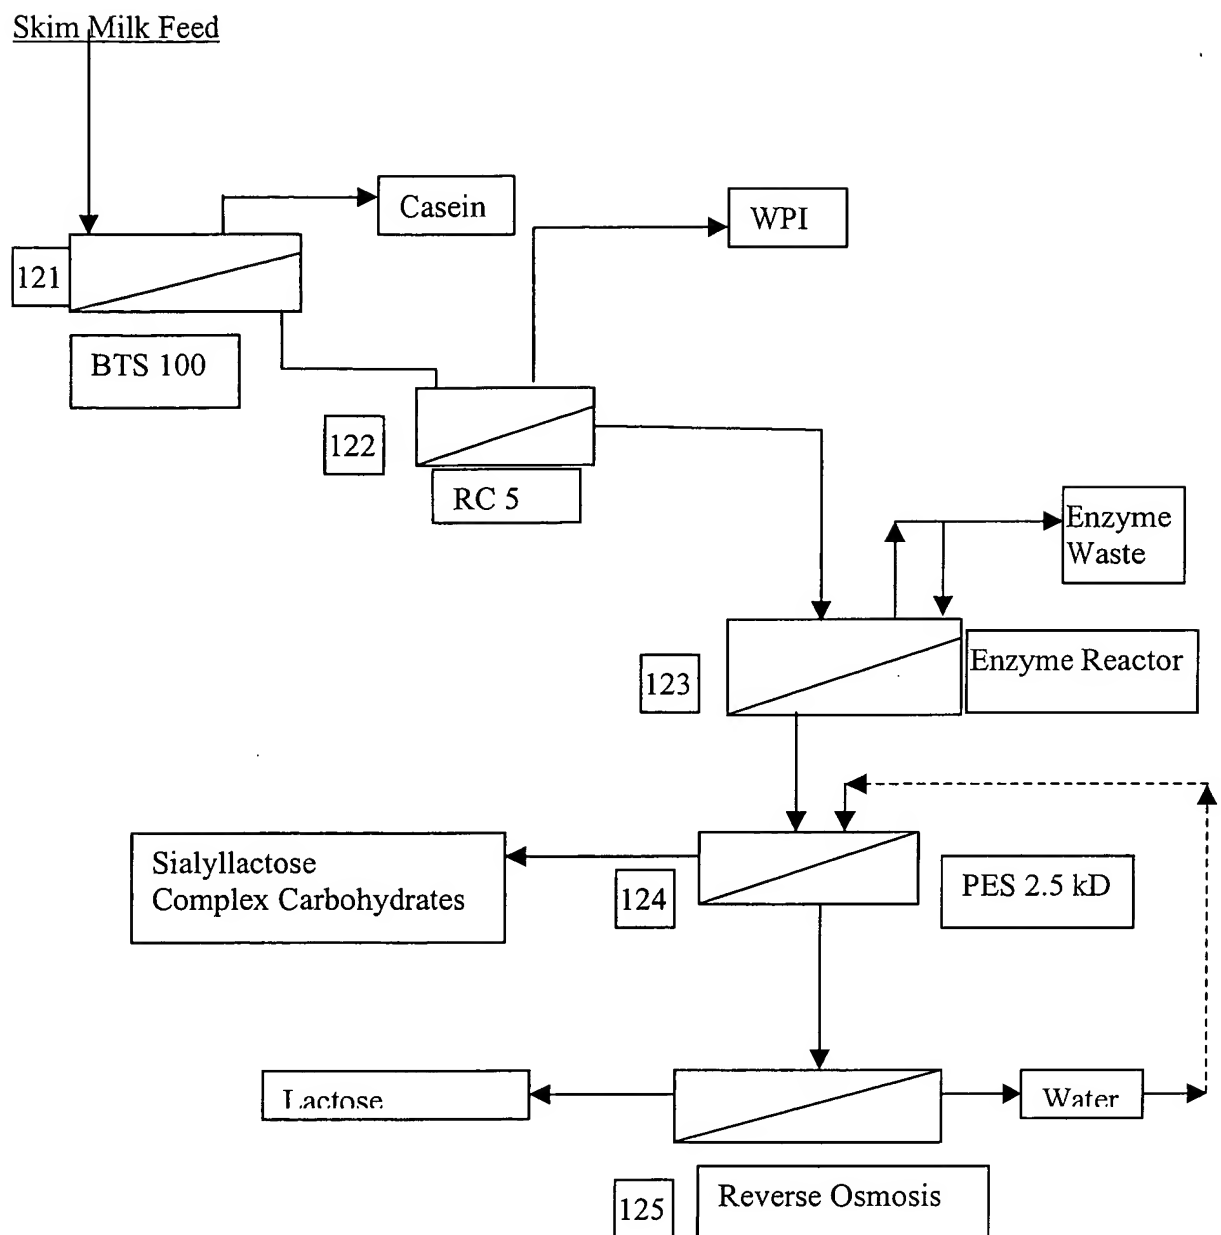 Skim Milk Feed
Casein
WPI
121
BTS 100
122
RC 5
Enzyme
Waste
123
Enzyme Reactor
Sialyllactose
Complex Carbohydrates
124
PES 2.5 kD
Lactose
Water
125
Reverse Osmosis